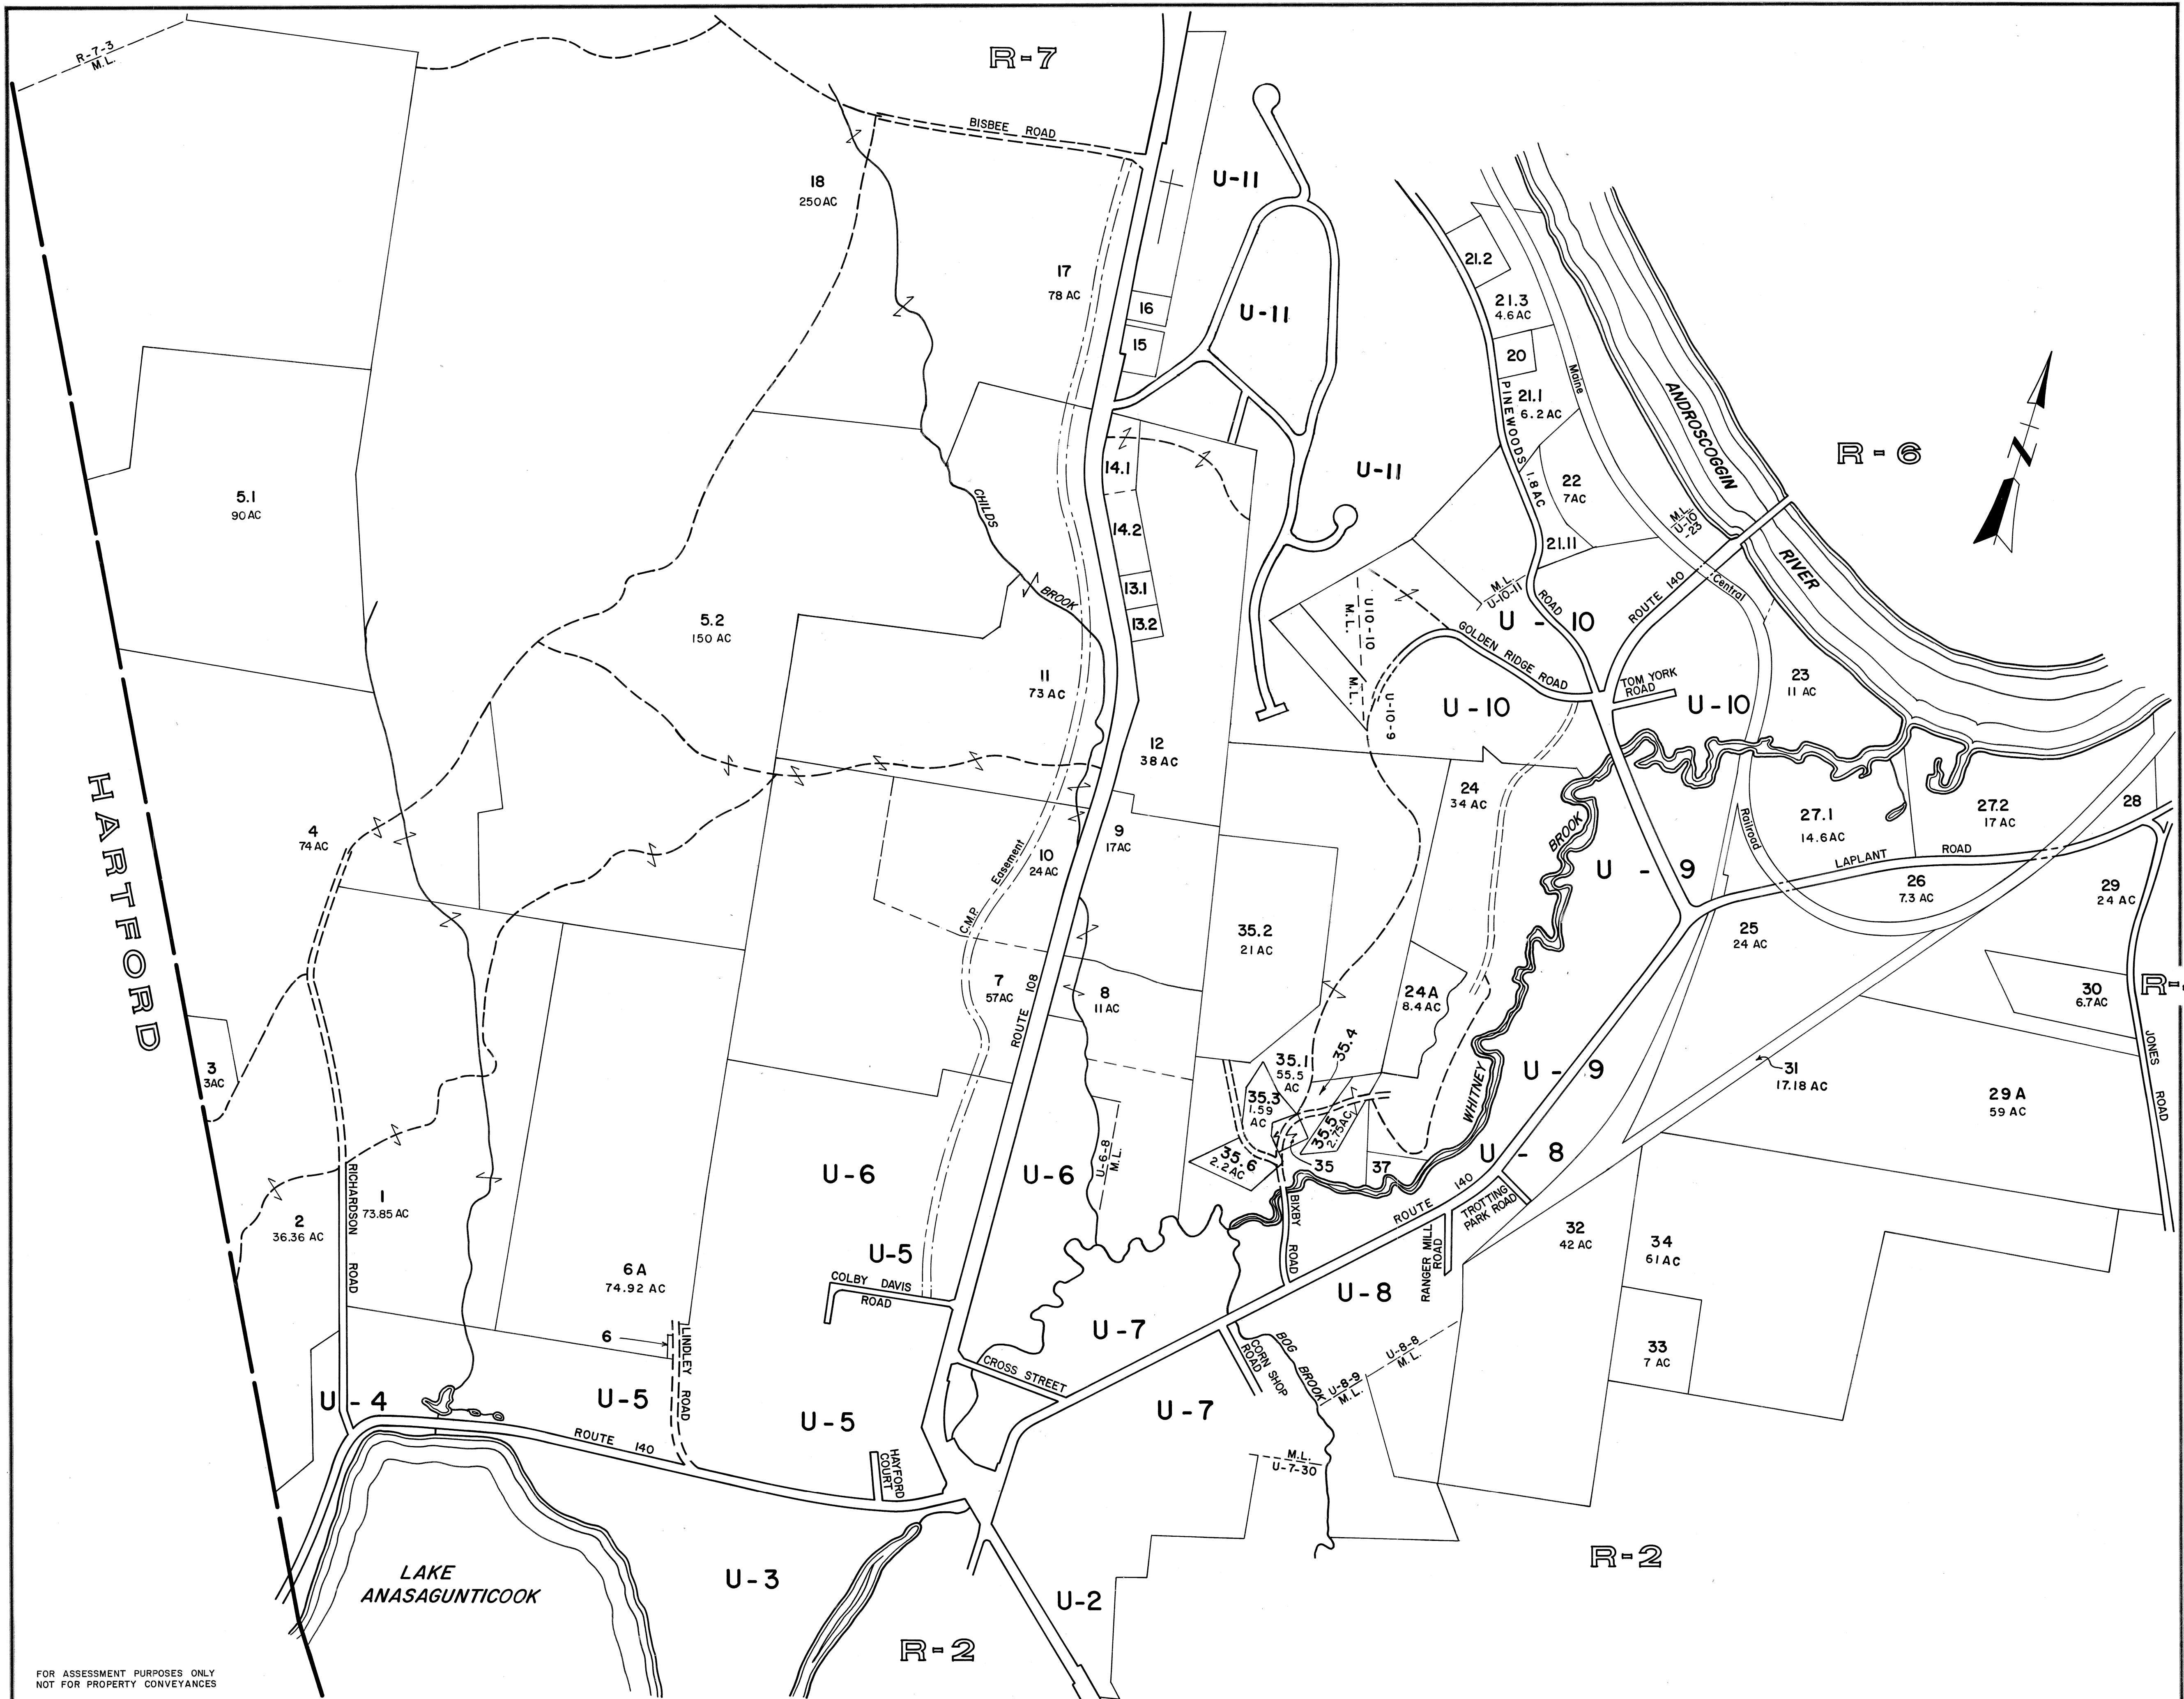 R-7-3
M.L.
R-7
BISBEE ROAD
18
250 AC
17
78 AC
U-11
16
15
U-11
U-11
21.2
21.3
4.6 AC
20
21.1
6.2 AC
PINEWOODS
1.8 AC
ROAD
22
7 AC
21.11
Maine
Central
Railroad
ANDROSCOGGIN
RIVER
R-6
N
M.L.
U-10
-23
M.L.
U-10-11
U-10
ROUTE 140
5.1
90 AC
5.2
150 AC
CHILDS
BROOK
14.1
14.2
13.1
13.2
11
73 AC
12
38 AC
U-10-10
M.L.
M.L.
U-10-9
GOLDEN RIDGE ROAD
U-10
TOM YORK
ROAD
U-10
23
11 AC
HARTFORD
4
74 AC
9
17 AC
10
24 AC
Easement
C.M.P.
24
34 AC
BROOK
27.1
14.6 AC
27.2
17 AC
28
LAPLANT ROAD
U-9
26
7.3 AC
29
24 AC
25
24 AC
35.2
21 AC
24A
8.4 AC
7
57 AC
8
11 AC
ROUTE 108
30
6.7 AC
R-
JONES
ROAD
3
3 AC
35.1
55.5
AC
35.4
35.3
1.59
AC
35.5
2.75 AC
35.6
2.2 AC
35
37
WHITNEY
U-9
31
17.18 AC
29 A
59 AC
U-8
U-6
U-6
U-6-8
M.L.
RICHARDSON
ROAD
1
73.85 AC
2
36.36 AC
6 A
74.92 AC
BIXBY
ROAD
ROUTE 140
TROTTING
PARK ROAD
RANGER MILL
ROAD
32
42 AC
34
61 AC
U-5
COLBY DAVIS
ROAD
U-8
6
LINDLEY ROAD
U-7
CORN SHOP
ROAD
BOG
BROOK
U-8-8
M.L.
U-8-9
M.L.
33
7 AC
CROSS STREET
U-4
U-5
U-5
U-7
ROUTE 140
HAYFORD
COURT
M.L.
U-7-30
LAKE
ANASAGUNTICOOK
U-3
U-2
R-2
R-2
FOR ASSESSMENT PURPOSES ONLY
NOT FOR PROPERTY CONVEYANCES